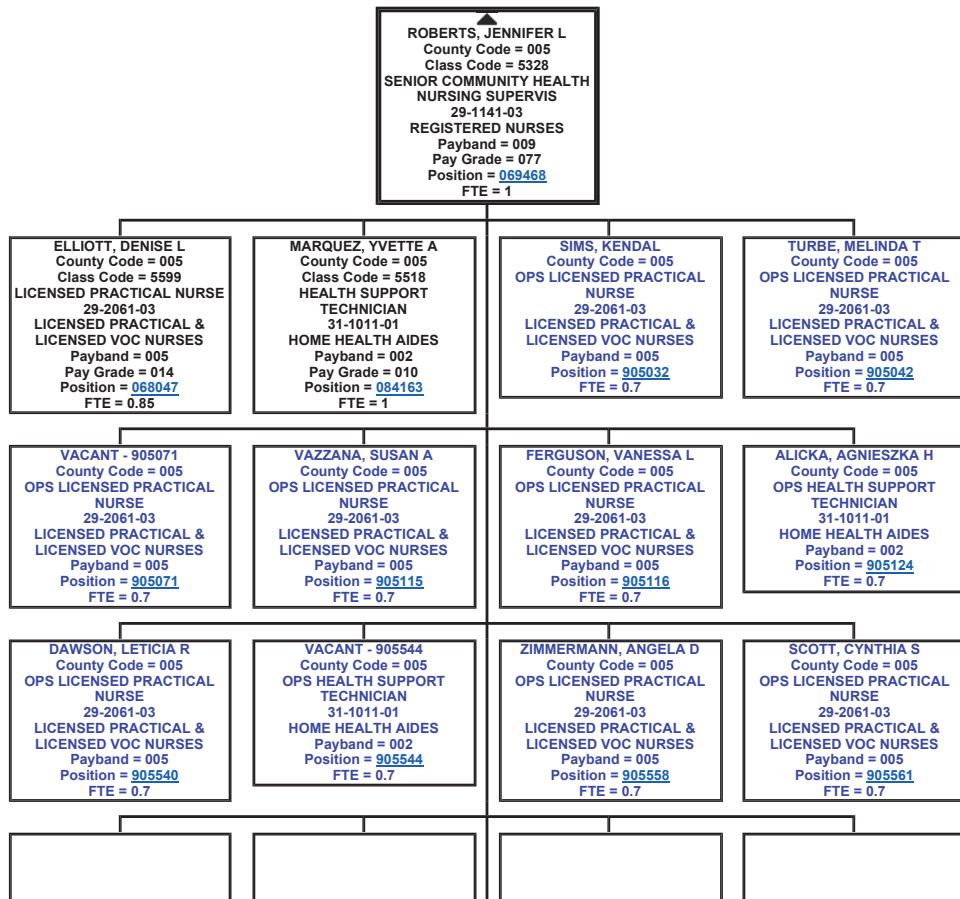 ROBERTS, JENNIFER L
County Code = 005
Class Code = 5328
SENIOR COMMUNITY HEALTH
NURSING SUPERVIS
29-1141-03
REGISTERED NURSES
Payband = 009
Pay Grade = 077
Position = 069468
FTE = 1
ELLIOTT, DENISE L
County Code = 005
Class Code = 5599
LICENSED PRACTICAL NURSE
29-2061-03
LICENSED PRACTICAL &
LICENSED VOC NURSES
Payband = 005
Pay Grade = 014
Position = 068047
FTE = 0.85
MARQUEZ, YVETTE A
County Code = 005
Class Code = 5518
HEALTH SUPPORT
TECHNICIAN
31-1011-01
HOME HEALTH AIDES
Payband = 002
Pay Grade = 010
Position = 084163
FTE = 1
SIMS, KENDAL
County Code = 005
OPS LICENSED PRACTICAL
NURSE
29-2061-03
LICENSED PRACTICAL &
LICENSED VOC NURSES
Payband = 005
Position = 905032
FTE = 0.7
TURBE, MELINDA T
County Code = 005
OPS LICENSED PRACTICAL
NURSE
29-2061-03
LICENSED PRACTICAL &
LICENSED VOC NURSES
Payband = 005
Position = 905042
FTE = 0.7
VACANT - 905071
County Code = 005
OPS LICENSED PRACTICAL
NURSE
29-2061-03
LICENSED PRACTICAL &
LICENSED VOC NURSES
Payband = 005
Position = 905071
FTE = 0.7
VAZZANA, SUSAN A
County Code = 005
OPS LICENSED PRACTICAL
NURSE
29-2061-03
LICENSED PRACTICAL &
LICENSED VOC NURSES
Payband = 005
Position = 905115
FTE = 0.7
FERGUSON, VANESSA L
County Code = 005
OPS LICENSED PRACTICAL
NURSE
29-2061-03
LICENSED PRACTICAL &
LICENSED VOC NURSES
Payband = 005
Position = 905116
FTE = 0.7
ALICKA, AGNIESZKA H
County Code = 005
OPS HEALTH SUPPORT
TECHNICIAN
31-1011-01
HOME HEALTH AIDES
Payband = 002
Position = 905124
FTE = 0.7
DAWSON, LETICIA R
County Code = 005
OPS LICENSED PRACTICAL
NURSE
29-2061-03
LICENSED PRACTICAL &
LICENSED VOC NURSES
Payband = 005
Position = 905540
FTE = 0.7
VACANT - 905544
County Code = 005
OPS HEALTH SUPPORT
TECHNICIAN
31-1011-01
HOME HEALTH AIDES
Payband = 002
Position = 905544
FTE = 0.7
ZIMMERMANN, ANGELA D
County Code = 005
OPS LICENSED PRACTICAL
NURSE
29-2061-03
LICENSED PRACTICAL &
LICENSED VOC NURSES
Payband = 005
Position = 905558
FTE = 0.7
SCOTT, CYNTHIA S
County Code = 005
OPS LICENSED PRACTICAL
NURSE
29-2061-03
LICENSED PRACTICAL &
LICENSED VOC NURSES
Payband = 005
Position = 905561
FTE = 0.7